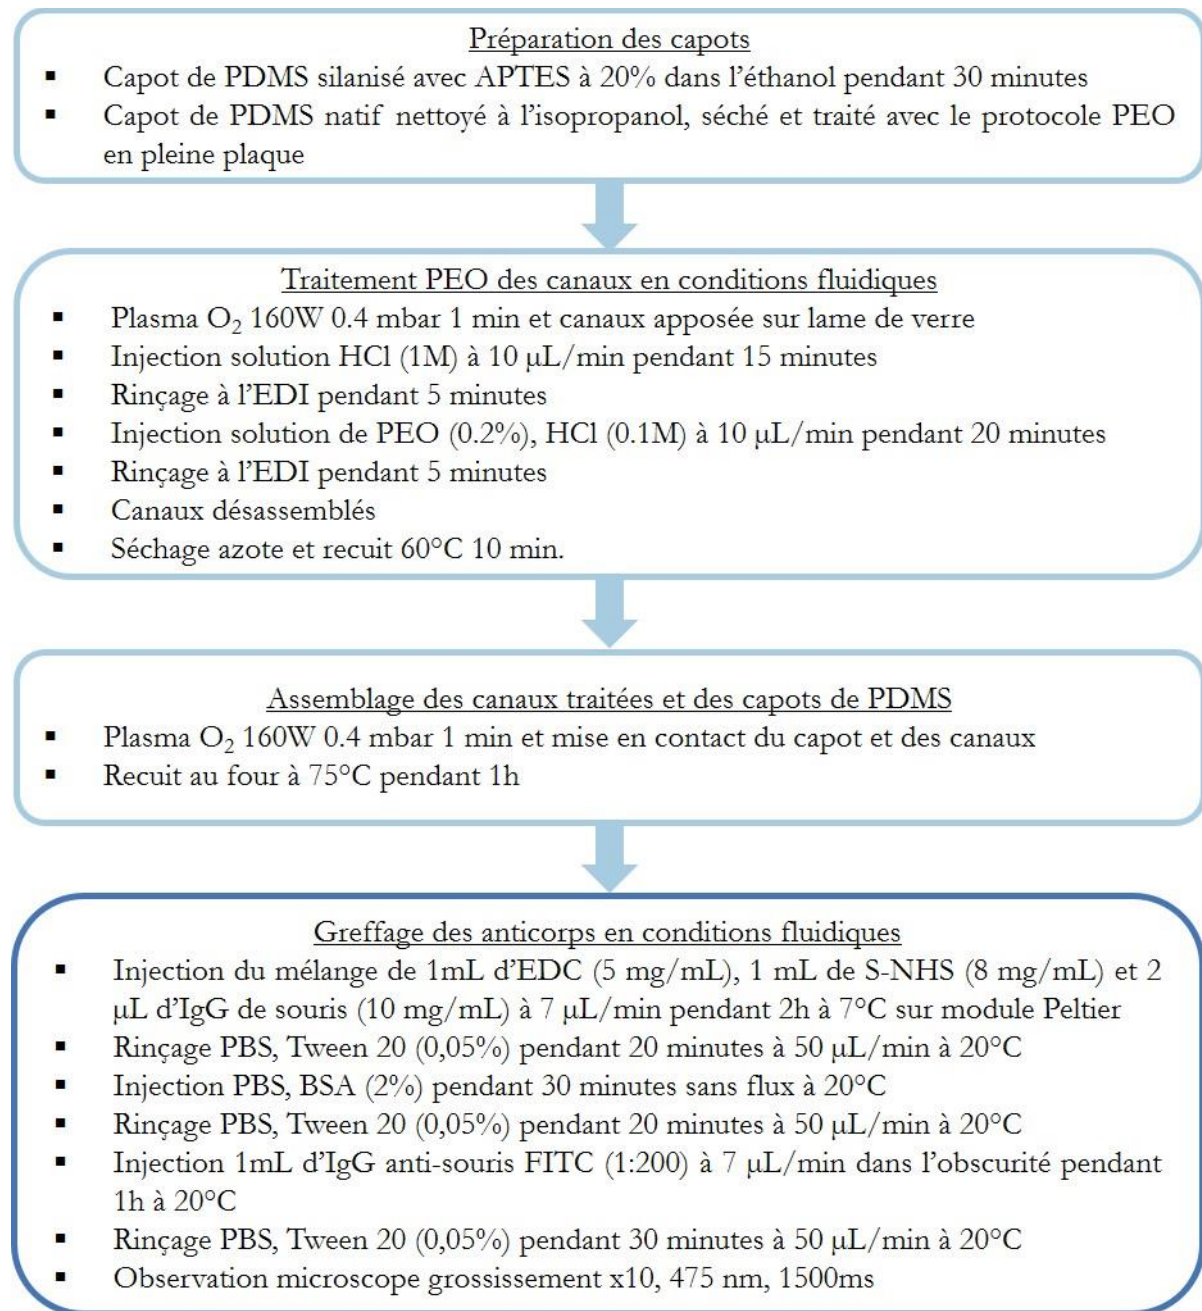 Préparation des capots
▪ Capot de PDMS silanisé avec APTES à 20% dans l’éthanol pendant 30 minutes
▪ Capot de PDMS natif nettoyé à l’isopropanol, séché et traité avec le protocole PEO
en pleine plaque
Traitement PEO des canaux en conditions fluidiques
▪ Plasma O₂ 160W 0.4 mbar 1 min et canaux apposée sur lame de verre
▪ Injection solution HCl (1M) à 10 µL/min pendant 15 minutes
▪ Rinçage à l’EDI pendant 5 minutes
▪ Injection solution de PEO (0.2%), HCl (0.1M) à 10 µL/min pendant 20 minutes
▪ Rinçage à l’EDI pendant 5 minutes
▪ Canaux désassemblés
▪ Séchage azote et recuit 60°C 10 min.
Assemblage des canaux traitées et des capots de PDMS
▪ Plasma O₂ 160W 0.4 mbar 1 min et mise en contact du capot et des canaux
▪ Recuit au four à 75°C pendant 1h
Greffage des anticorps en conditions fluidiques
▪ Injection du mélange de 1mL d’EDC (5 mg/mL), 1 mL de S-NHS (8 mg/mL) et 2
µL d’IgG de souris (10 mg/mL) à 7 µL/min pendant 2h à 7°C sur module Peltier
▪ Rinçage PBS, Tween 20 (0,05%) pendant 20 minutes à 50 µL/min à 20°C
▪ Injection PBS, BSA (2%) pendant 30 minutes sans flux à 20°C
▪ Rinçage PBS, Tween 20 (0,05%) pendant 20 minutes à 50 µL/min à 20°C
▪ Injection 1mL d’IgG anti-souris FITC (1:200) à 7 µL/min dans l’obscurité pendant
1h à 20°C
▪ Rinçage PBS, Tween 20 (0,05%) pendant 30 minutes à 50 µL/min à 20°C
▪ Observation microscope grossissement x10, 475 nm, 1500ms